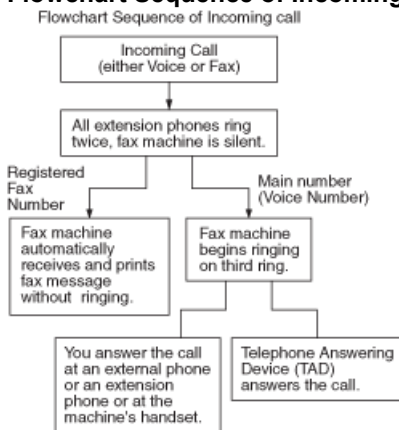 Flowchart Sequence of Incoming
Flowchart Sequence of Incoming call
Incoming Call
(either Voice or Fax)
All extension phones ring
twice, fax machine is silent.
Registered
Fax
Number
Main number
(Voice Number)
Fax machine
automatically
receives and prints
fax message
without ringing.
Fax machine
begins ringing
on third ring.
You answer the call
at an external phone
or an extension
phone or at the
machine's handset.
Telephone Answering
Device (TAD)
answers the call.